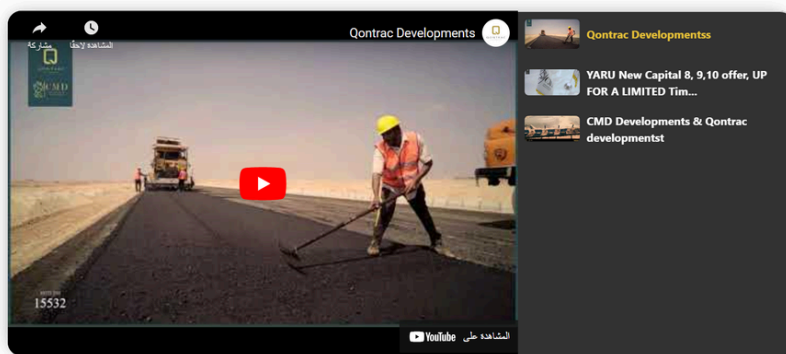 مشاركة
المشاهدة لاحقًا
Qontrac Developments
CMD
15532
المشاهدة على YouTube
Qontrac Developmentss
YARU New Capital 8, 9,10 offer, UP
FOR A LIMITED Tim...
CMD Developments & Qontrac
developmentst